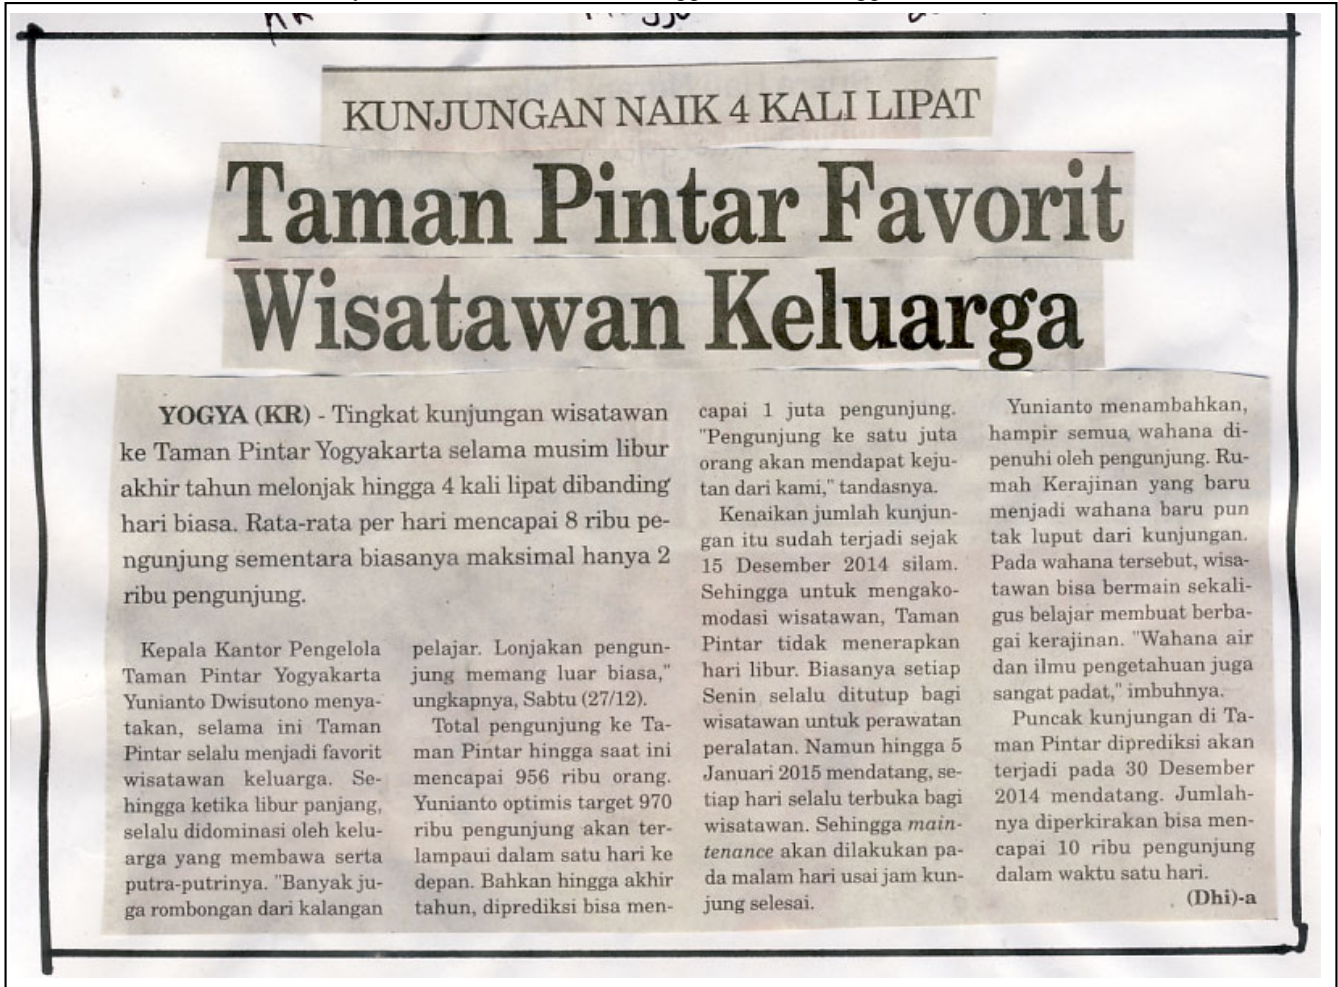 KUNJUNGAN NAIK 4 KALI LIPAT
Taman Pintar Favorit
Wisatawan Keluarga
YOGYA (KR) - Tingkat kunjungan wisatawan
ke Taman Pintar Yogyakarta selama musim libur
akhir tahun melonjak hingga 4 kali lipat dibanding
hari biasa. Rata-rata per hari mencapai 8 ribu pe-
ngunjung sementara biasanya maksimal hanya 2
ribu pengunjung.
Kepala Kantor Pengelola
Taman Pintar Yogyakarta
Yunianto Dwisutono menya-
takan, selama ini Taman
Pintar selalu menjadi favorit
wisatawan keluarga. Se-
hingga ketika libur panjang,
selalu didominasi oleh kelu-
arga yang membawa serta
putra-putrinya. "Banyak ju-
ga rombongan dari kalangan
pelajar. Lonjakan pengun-
jung memang luar biasa,"
ungkapnya, Sabtu (27/12).
Total pengunjung ke Ta-
man Pintar hingga saat ini
mencapai 956 ribu orang.
Yunianto optimis target 970
ribu pengunjung akan ter-
lampaui dalam satu hari ke
depan. Bahkan hingga akhir
tahun, diprediksi bisa men-
capai 1 juta pengunjung.
"Pengunjung ke satu juta
orang akan mendapat keju-
tan dari kami," tandasnya.
Kenaikan jumlah kunjun-
gan itu sudah terjadi sejak
15 Desember 2014 silam.
Sehingga untuk mengako-
modasi wisatawan, Taman
Pintar tidak menerapkan
hari libur. Biasanya setiap
Senin selalu ditutup bagi
wisatawan untuk perawatan
peralatan. Namun hingga 5
Januari 2015 mendatang, se-
tiap hari selalu terbuka bagi
wisatawan. Sehingga main-
tenance akan dilakukan pa-
da malam hari usai jam kun-
jung selesai.
Yunianto menambahkan,
hampir semua wahana di-
penuhi oleh pengunjung. Ru-
mah Kerajinan yang baru
menjadi wahana baru pun
tak luput dari kunjungan.
Pada wahana tersebut, wisa-
tawan bisa bermain sekali-
gus belajar membuat berba-
gai kerajinan. "Wahana air
dan ilmu pengetahuan juga
sangat padat," imbuhnya.
Puncak kunjungan di Ta-
man Pintar diprediksi akan
terjadi pada 30 Desember
2014 mendatang. Jumlah-
nya diperkirakan bisa men-
capai 10 ribu pengunjung
dalam waktu satu hari.
(Dhi)-a